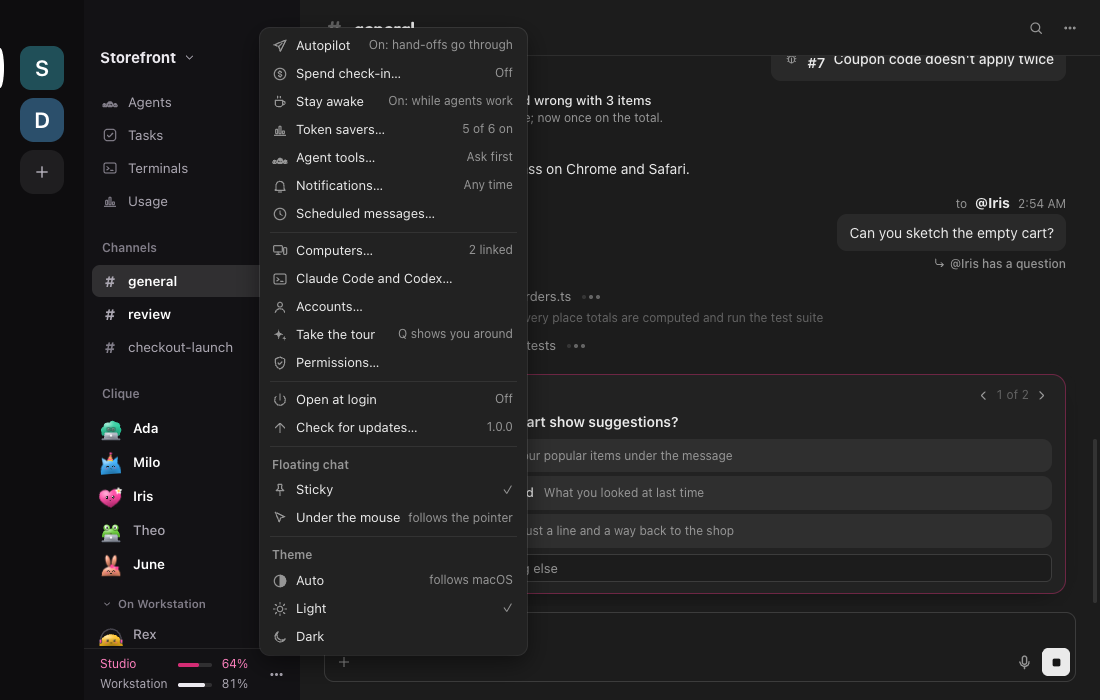 S
D
Storefront
Agents
Tasks
Terminals
Usage
Channels
# general
# review
# checkout-launch
Clique
Ada
Milo
Iris
Theo
June
On Workstation
Rex
Studio 64%
Workstation 81%
Autopilot On: hand-offs go through
Spend check-in… Off
Stay awake On: while agents work
Token savers… 5 of 6 on
Agent tools… Ask first
Notifications… Any time
Scheduled messages…
Computers… 2 linked
Claude Code and Codex…
Accounts…
Take the tour Q shows you around
Permissions…
Open at login Off
Check for updates… 1.0.0
Floating chat
Sticky
Under the mouse follows the pointer
Theme
Auto follows macOS
Light
Dark
# general
#7 Coupon code doesn't apply twice
wrong with 3 items
; now once on the total.
on Chrome and Safari.
to @Iris 2:54 AM
Can you sketch the empty cart?
@Iris has a question
place totals are computed and run the test suite
tests
1 of 2
show suggestions?
popular items under the message
What you looked at last time
a line and a way back to the shop
else